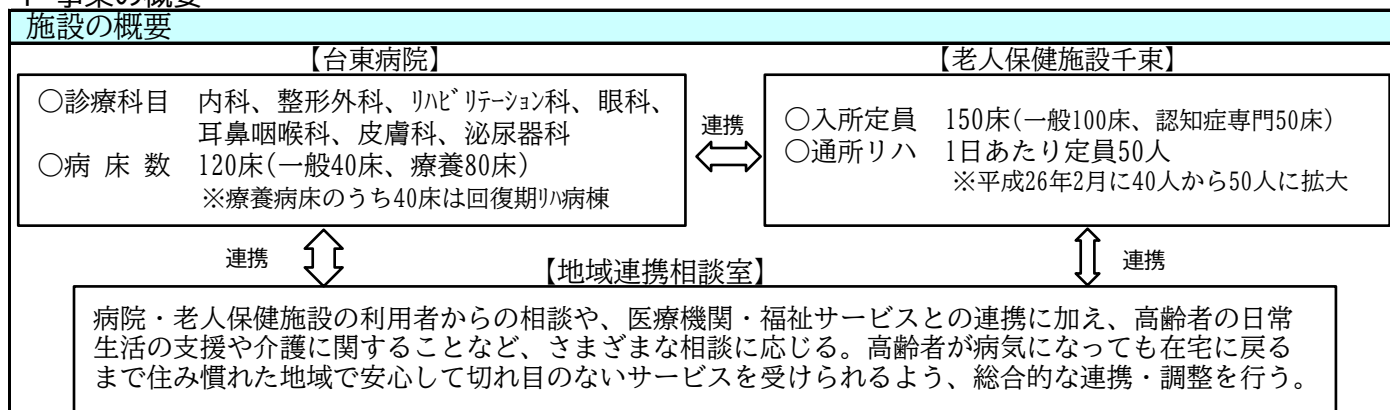 施設の概要
【台東病院】
○診療科目 内科、整形外科、ﾘﾊﾋﾞﾘﾃｰｼｮﾝ科、眼科、
耳鼻咽喉科、皮膚科、泌尿器科
○病 床 数 120床(一般40床、療養80床)
※療養病床のうち40床は回復期ﾘﾊ病棟
連携
【老人保健施設千束】
○入所定員 150床(一般100床、認知症専門50床)
○通所リハ 1日あたり定員50人
※平成26年2月に40人から50人に拡大
連携
連携
【地域連携相談室】
病院・老人保健施設の利用者からの相談や、医療機関・福祉サービスとの連携に加え、高齢者の日常
生活の支援や介護に関することなど、さまざまな相談に応じる。高齢者が病気になっても在宅に戻る
まで住み慣れた地域で安心して切れ目のないサービスを受けられるよう、総合的な連携・調整を行う。